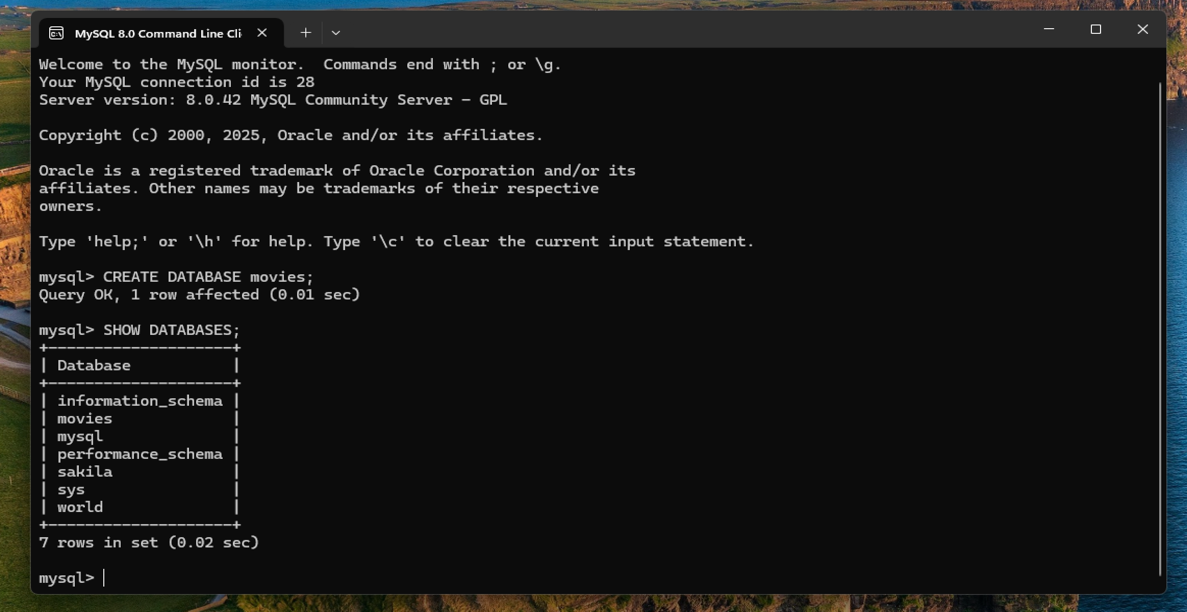 MySQL 8.0 Command Line Cli
Welcome to the MySQL monitor.  Commands end with ; or \g.
Your MySQL connection id is 28
Server version: 8.0.42 MySQL Community Server - GPL
Copyright (c) 2000, 2025, Oracle and/or its affiliates.
Oracle is a registered trademark of Oracle Corporation and/or its
affiliates. Other names may be trademarks of their respective
owners.
Type 'help;' or '\h' for help. Type '\c' to clear the current input statement.
mysql> CREATE DATABASE movies;
Query OK, 1 row affected (0.01 sec)
mysql> SHOW DATABASES;
+--------------------+
| Database           |
+--------------------+
| information_schema |
| movies             |
| mysql              |
| performance_schema |
| sakila             |
| sys                |
| world              |
+--------------------+
7 rows in set (0.02 sec)
mysql>